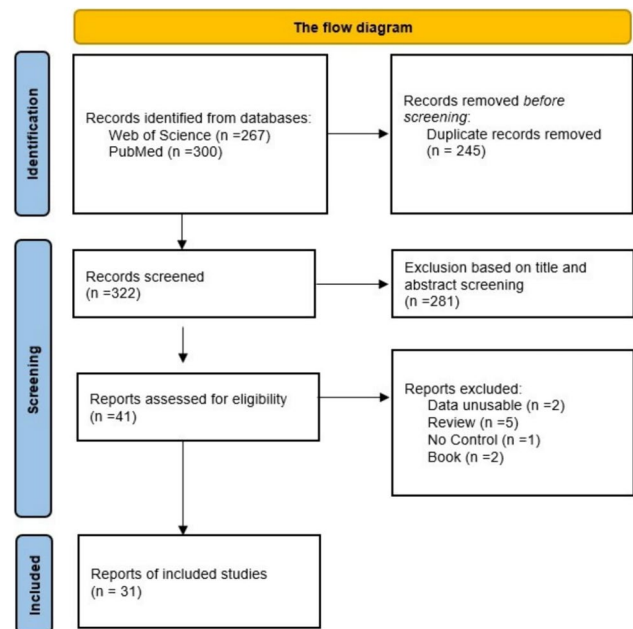 The flow diagram
Identification
Records identified from databases:
Web of Science (n =267)
PubMed (n =300)
Records removed before
screening:
Duplicate records removed
(n = 245)
Screening
Records screened
(n =322)
Exclusion based on title and
abstract screening
(n =281)
Reports assessed for eligibility
(n =41)
Reports excluded:
Data unusable (n =2)
Review (n =5)
No Control (n =1)
Book (n =2)
Included
Reports of included studies
(n = 31)